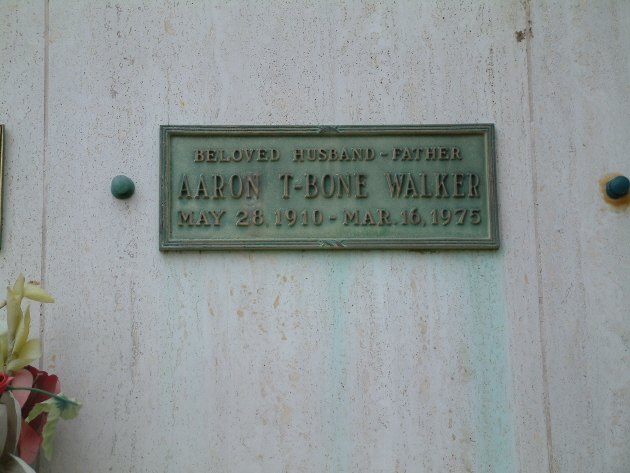 BELOVED HUSBAND - FATHER
AARON T-BONE WALKER
MAY 28, 1910 - MAR. 16, 1975